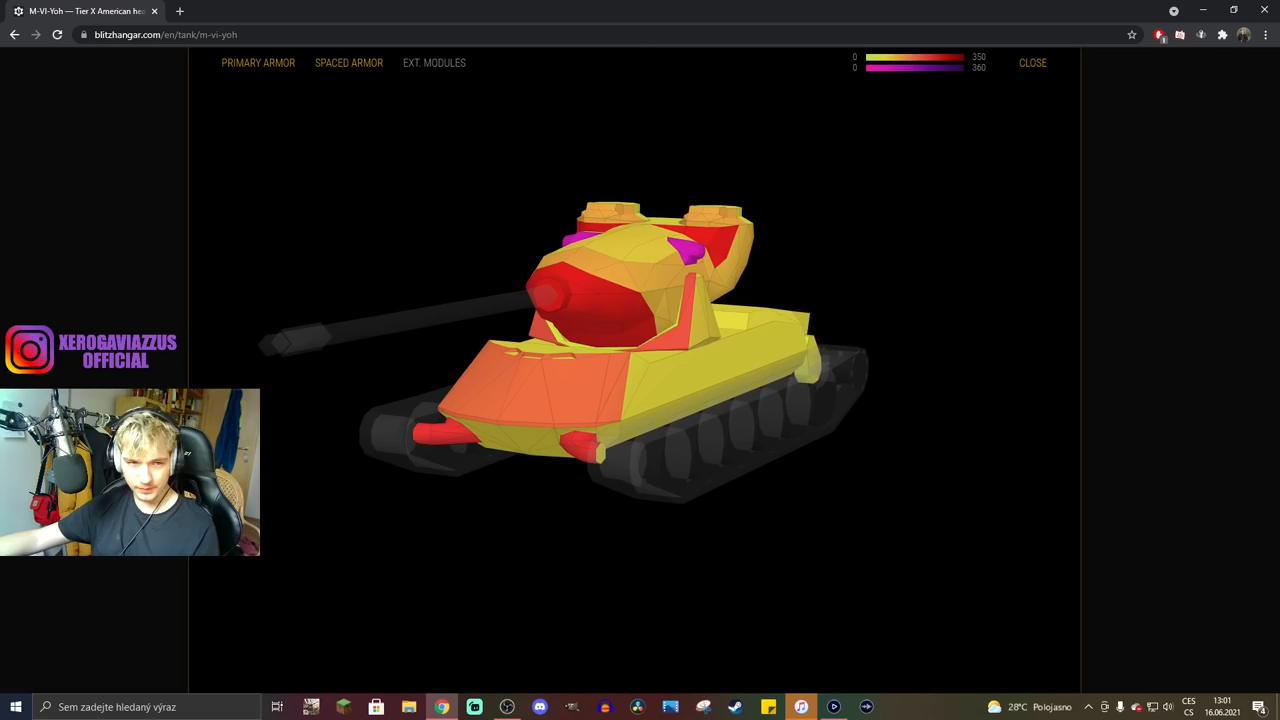 M-VI-Yoh — Tier X American hea
blitzhangar.com/en/tank/m-vi-yoh
PRIMARY ARMOR SPACED ARMOR EXT. MODULES
0 350
0 360
CLOSE
XEROGAVIAZZUS
OFFICIAL
Sem zadejte hledaný výraz
28°C Polojasno
CES
CS
13:01
16.06.2021